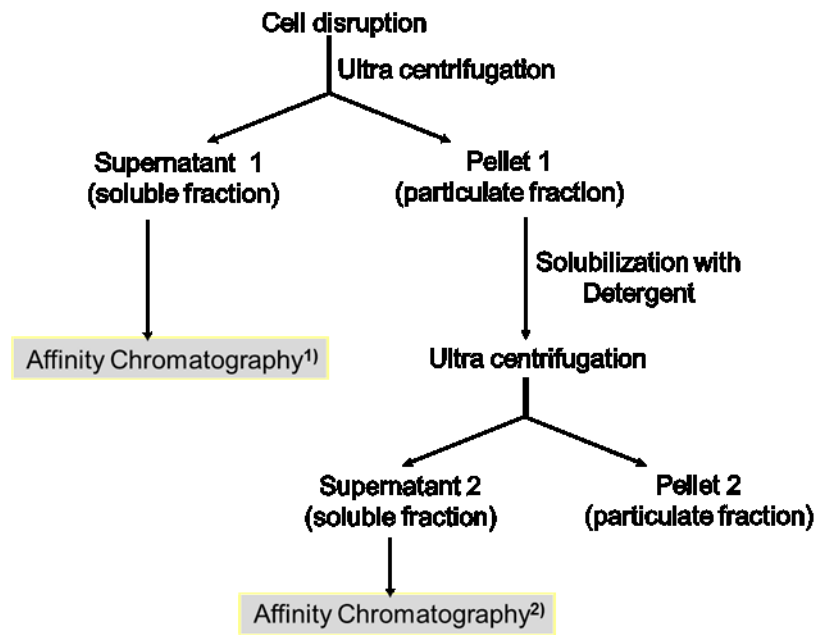 Cell disruption
Ultra centrifugation
Supernatant 1
(soluble fraction)
Pellet 1
(particulate fraction)
Solubilization with
Detergent
Affinity Chromatography¹⁾
Ultra centrifugation
Supernatant 2
(soluble fraction)
Pellet 2
(particulate fraction)
Affinity Chromatography²⁾